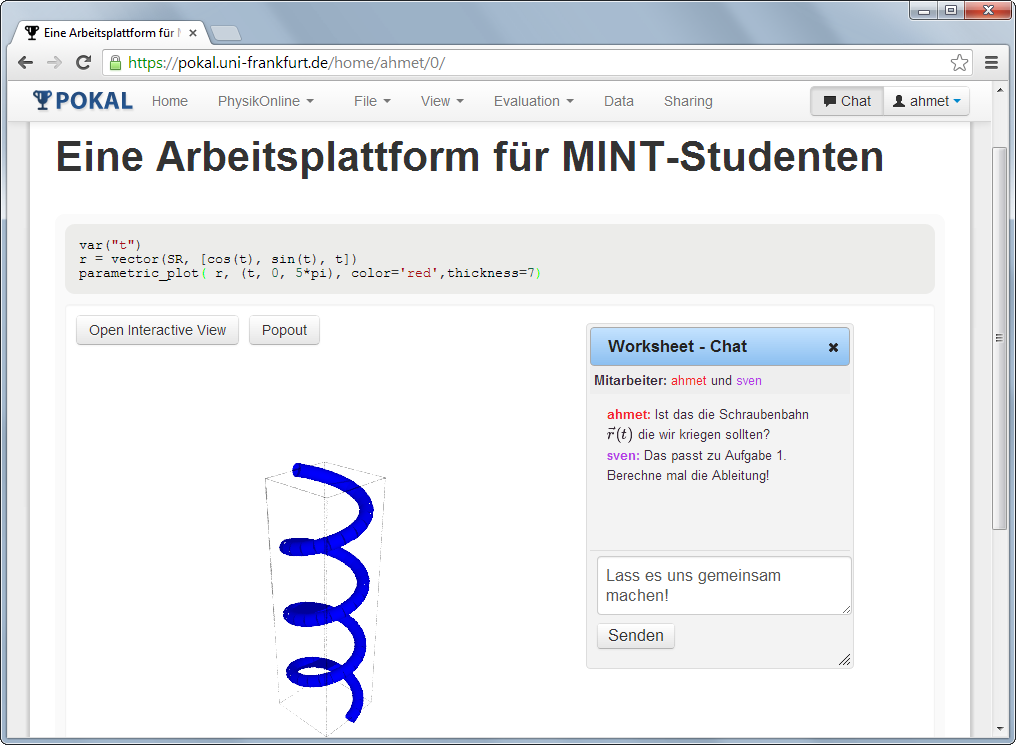 Eine Arbeitsplattform für
https://pokal.uni-frankfurt.de/home/ahmet/0/
POKAL Home PhysikOnline File View Evaluation Data Sharing Chat ahmet
Eine Arbeitsplattform für MINT-Studenten
var("t")
r = vector(SR, [cos(t), sin(t), t])
parametric_plot( r, (t, 0, 5*pi), color='red',thickness=7)
Open Interactive View Popout
Worksheet - Chat
Mitarbeiter: ahmet und sven
ahmet: Ist das die Schraubenbahn
r⃗(t) die wir kriegen sollten?
sven: Das passt zu Aufgabe 1.
Berechne mal die Ableitung!
Lass es uns gemeinsam
machen!
Senden